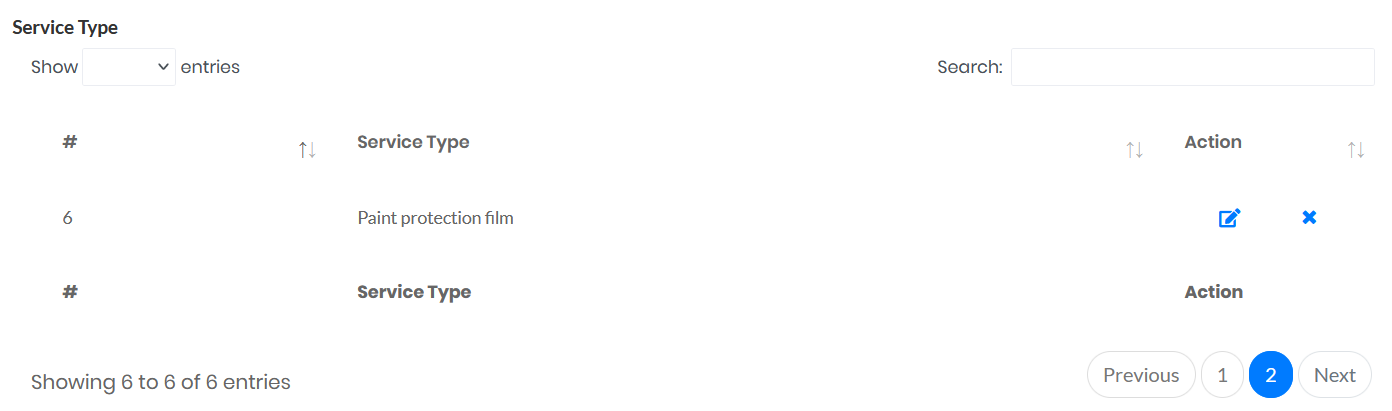 Service Type
Show entries
Search:
# Service Type Action
6 Paint protection film
# Service Type Action
Showing 6 to 6 of 6 entries
Previous 1 2 Next